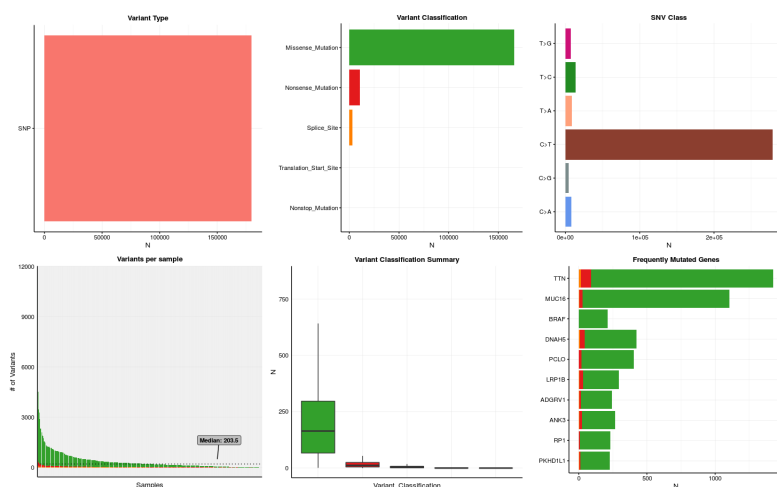 Variant Type
SNP
0
50000
100000
150000
N
Variant Classification
Missense_Mutation
Nonsense_Mutation
Splice_Site
Translation_Start_Site
Nonstop_Mutation
0
50000
100000
150000
N
SNV Class
T>G
T>C
T>A
C>T
C>G
C>A
0e+00
1e+05
2e+05
N
Variants per sample
# of Variants
12000
9000
6000
3000
0
Median: 203.5
Samples
Variant Classification Summary
N
750
500
250
0
Variant_Classification
Frequently Mutated Genes
TTN
MUC16
BRAF
DNAH5
PCLO
LRP1B
ADGRV1
ANK3
RP1
PKHD1L1
0
500
1000
N